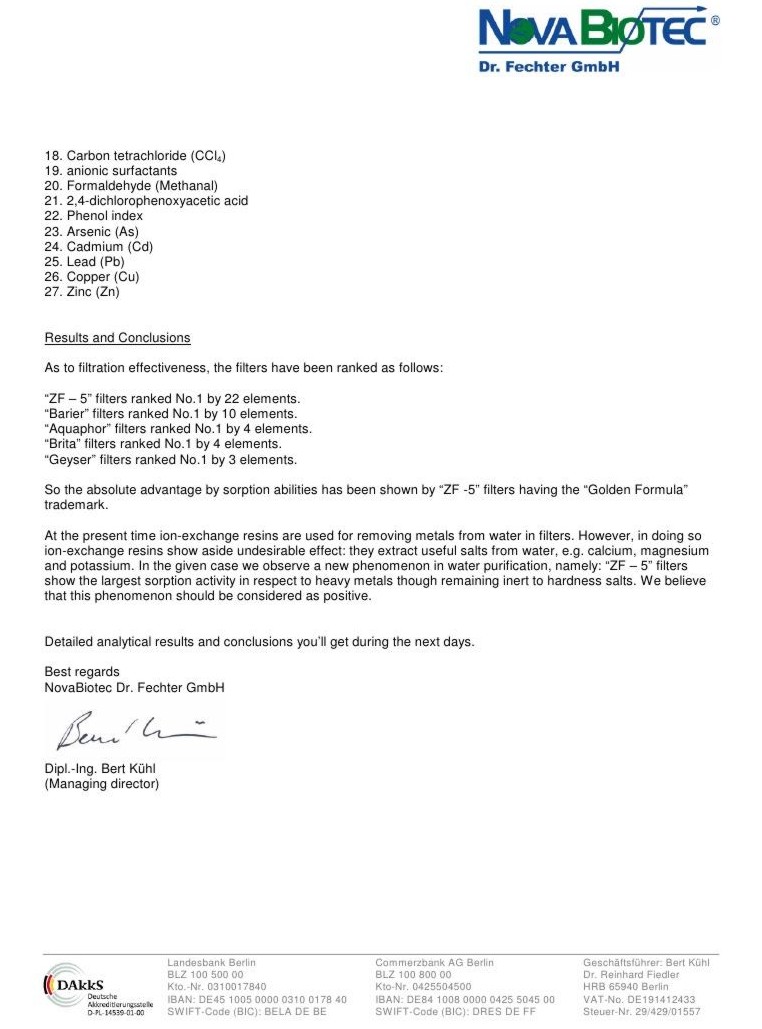 NOVABIOTEC®
Dr. Fechter GmbH
18. Carbon tetrachloride (CCl₄)
19. anionic surfactants
20. Formaldehyde (Methanal)
21. 2,4-dichlorophenoxyacetic acid
22. Phenol index
23. Arsenic (As)
24. Cadmium (Cd)
25. Lead (Pb)
26. Copper (Cu)
27. Zinc (Zn)
Results and Conclusions
As to filtration effectiveness, the filters have been ranked as follows:
“ZF – 5” filters ranked No.1 by 22 elements.
“Barier” filters ranked No.1 by 10 elements.
“Aquaphor” filters ranked No.1 by 4 elements.
“Brita” filters ranked No.1 by 4 elements.
“Geyser” filters ranked No.1 by 3 elements.
So the absolute advantage by sorption abilities has been shown by “ZF -5” filters having the “Golden Formula”
trademark.
At the present time ion-exchange resins are used for removing metals from water in filters. However, in doing so
ion-exchange resins show aside undesirable effect: they extract useful salts from water, e.g. calcium, magnesium
and potassium. In the given case we observe a new phenomenon in water purification, namely: “ZF – 5” filters
show the largest sorption activity in respect to heavy metals though remaining inert to hardness salts. We believe
that this phenomenon should be considered as positive.
Detailed analytical results and conclusions you’ll get during the next days.
Best regards
NovaBiotec Dr. Fechter GmbH
Dipl.-Ing. Bert Kühl
(Managing director)
DAkkS
Deutsche
Akkreditierungsstelle
D-PL-14539-01-00
Landesbank Berlin
BLZ 100 500 00
Kto.-Nr. 0310017840
IBAN: DE45 1005 0000 0310 0178 40
SWIFT-Code (BIC): BELA DE BE
Commerzbank AG Berlin
BLZ 100 800 00
Kto-Nr. 0425504500
IBAN: DE84 1008 0000 0425 5045 00
SWIFT-Code (BIC): DRES DE FF
Geschäftsführer: Bert Kühl
Dr. Reinhard Fiedler
HRB 65940 Berlin
VAT-No. DE191412433
Steuer-Nr. 29/429/01557